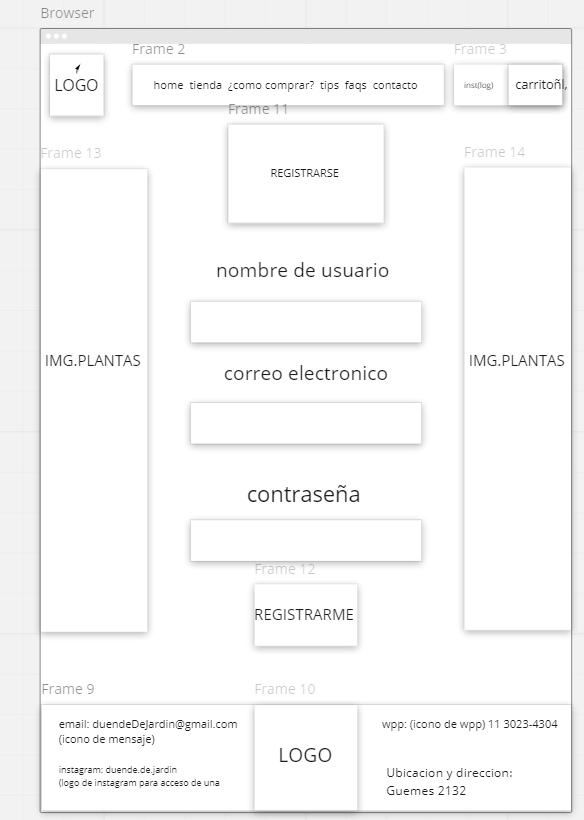 Browser
Frame 2
Frame 3
LOGO
home tienda ¿como comprar? tips faqs contacto
inst(log)
carritoñl,
Frame 11
Frame 13
Frame 14
REGISTRARSE
nombre de usuario
IMG.PLANTAS
IMG.PLANTAS
correo electronico
contraseña
Frame 12
REGISTRARME
Frame 9
Frame 10
email: duendeDeJardin@gmail.com
(icono de mensaje)
instagram: duende.de.jardin
(logo de instagram para acceso de una
LOGO
wpp: (icono de wpp) 11 3023-4304
Ubicacion y direccion:
Guemes 2132